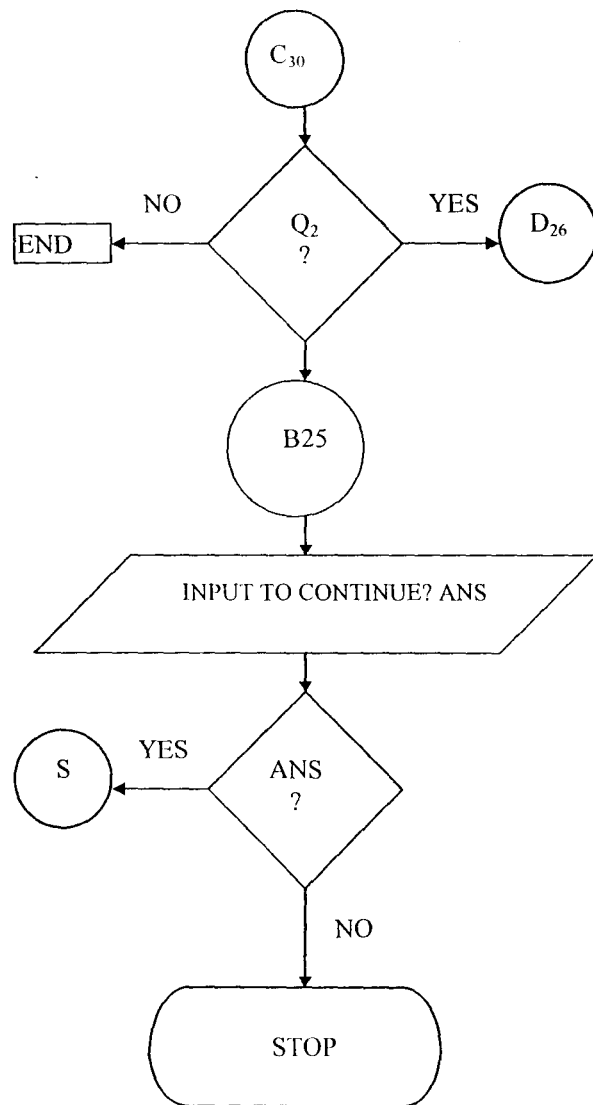 C₃₀
NO
YES
Q₂
?
END
D₂₆
B25
INPUT TO CONTINUE? ANS
YES
S
ANS
?
NO
STOP